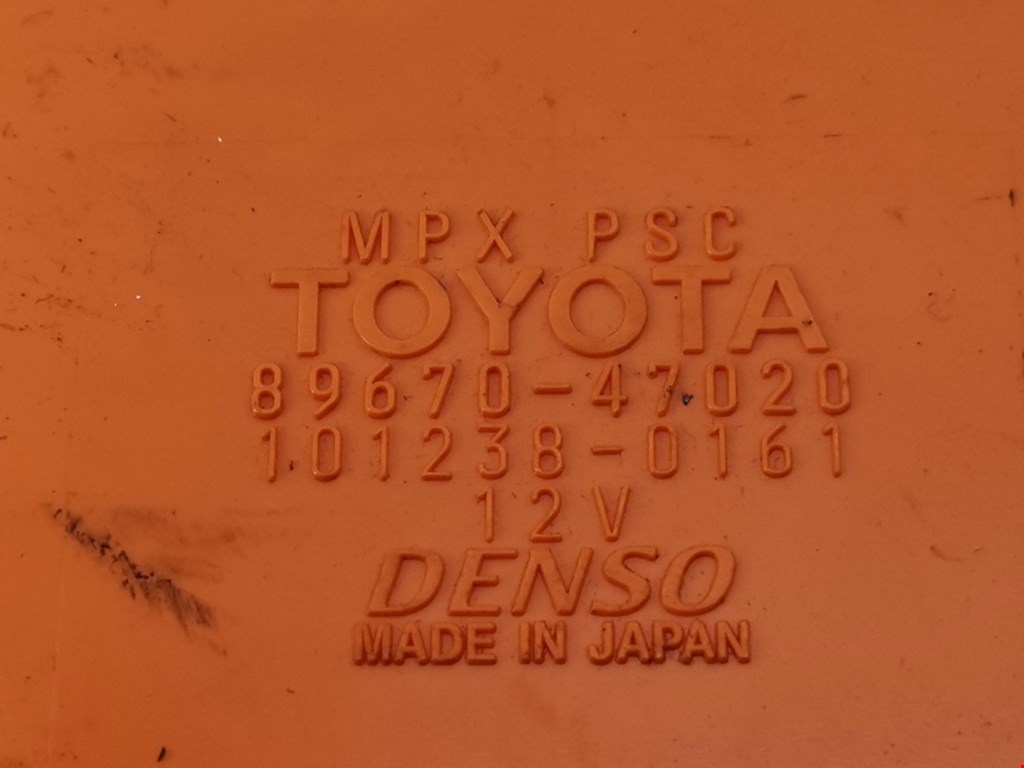 MPX PSC
TOYOTA
89670-47020
101238-0161
12V
DENSO
MADE IN JAPAN